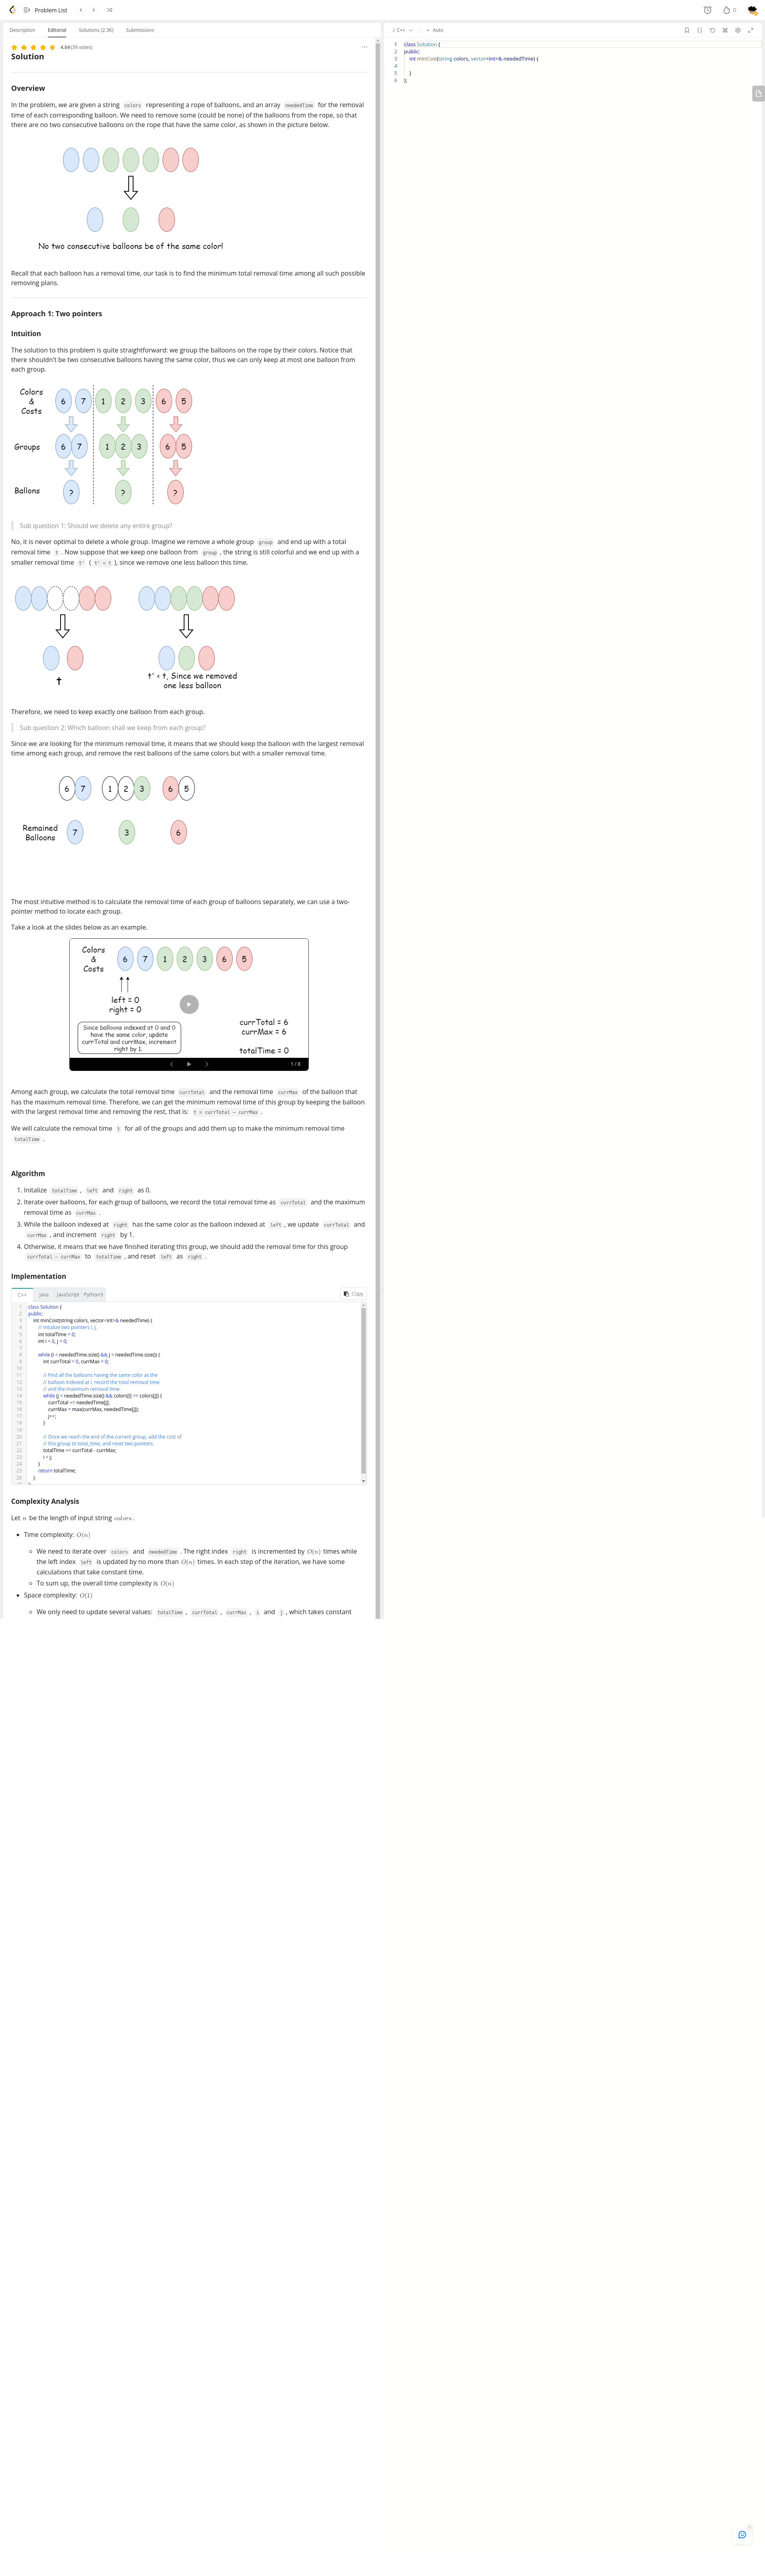 Problem List
0
Description Editorial Solutions (2.3K) Submissions
4.64 (39 votes)
Solution
Overview
In the problem, we are given a string colors representing a rope of balloons, and an array neededTime for the removal
time of each corresponding balloon. We need to remove some (could be none) of the balloons from the rope, so that
there are no two consecutive balloons on the rope that have the same color, as shown in the picture below.
No two consecutive balloons be of the same color!
Recall that each balloon has a removal time, our task is to find the minimum total removal time among all such possible
removing plans.
Approach 1: Two pointers
Intuition
The solution to this problem is quite straightforward: we group the balloons on the rope by their colors. Notice that
there shouldn't be two consecutive balloons having the same color, thus we can only keep at most one balloon from
each group.
Colors
&
Costs
6 7 1 2 3 6 5
Groups
6 7 1 2 3 6 5
Ballons
? ? ?
Sub question 1: Should we delete any entire group?
No, it is never optimal to delete a whole group. Imagine we remove a whole group group and end up with a total
removal time t . Now suppose that we keep one balloon from group , the string is still colorful and we end up with a
smaller removal time t' ( t' < t ), since we remove one less balloon this time.
t
t' < t, Since we removed
one less balloon
Therefore, we need to keep exactly one balloon from each group.
Sub question 2: Which balloon shall we keep from each group?
Since we are looking for the minimum removal time, it means that we should keep the balloon with the largest removal
time among each group, and remove the rest balloons of the same colors but with a smaller removal time.
6 7 1 2 3 6 5
Remained
Balloons
7 3 6
The most intuitive method is to calculate the removal time of each group of balloons separately, we can use a two-
pointer method to locate each group.
Take a look at the slides below as an example.
Colors
&
Costs
6 7 1 2 3 6 5
left = 0
right = 0
Since balloons indexed at 0 and 0
have the same color, update
currTotal and currMax, increment
right by 1.
currTotal = 6
currMax = 6
totalTime = 0
1 / 8
Among each group, we calculate the total removal time currTotal and the removal time currMax of the balloon that
has the maximum removal time. Therefore, we can get the minimum removal time of this group by keeping the balloon
with the largest removal time and removing the rest, that is: t = currTotal - currMax .
We will calculate the removal time t for all of the groups and add them up to make the minimum removal time
totalTime .
Algorithm
1. Initalize totalTime , left and right as 0.
2. Iterate over balloons, for each group of balloons, we record the total removal time as currTotal and the maximum
removal time as currMax .
3. While the balloon indexed at right has the same color as the balloon indexed at left , we update currTotal and
currMax , and increment right by 1.
4. Otherwise, it means that we have finished iterating this group, we should add the removal time for this group
currTotal - currMax to totalTime , and reset left as right .
Implementation
C++ Java JavaScript Python3 Copy
1 class Solution {
2 public:
3 int minCost(string colors, vector<int>& neededTime) {
4 // Initalize two pointers i, j.
5 int totalTime = 0;
6 int i = 0, j = 0;
7
8 while (i < neededTime.size() && j < neededTime.size()) {
9 int currTotal = 0, currMax = 0;
10
11 // Find all the balloons having the same color as the
12 // balloon indexed at i, record the total removal time
13 // and the maximum removal time.
14 while (j < neededTime.size() && colors[i] == colors[j]) {
15 currTotal += neededTime[j];
16 currMax = max(currMax, neededTime[j]);
17 j++;
18 }
19
20 // Once we reach the end of the current group, add the cost of
21 // this group to total_time, and reset two pointers.
22 totalTime += currTotal - currMax;
23 i = j;
24 }
25 return totalTime;
26 }
Complexity Analysis
Let n be the length of input string colors.
• Time complexity: O(n)
◦ We need to iterate over colors and neededTime . The right index right is incremented by O(n) times while
the left index left is updated by no more than O(n) times. In each step of the iteration, we have some
calculations that take constant time.
◦ To sum up, the overall time complexity is O(n)
• Space complexity: O(1)
◦ We only need to update several values: totalTime , currTotal , currMax , i and j , which takes constant
C++ • Auto
1 class Solution {
2 public:
3 int minCost(string colors, vector<int>& neededTime) {
4
5 }
6 };